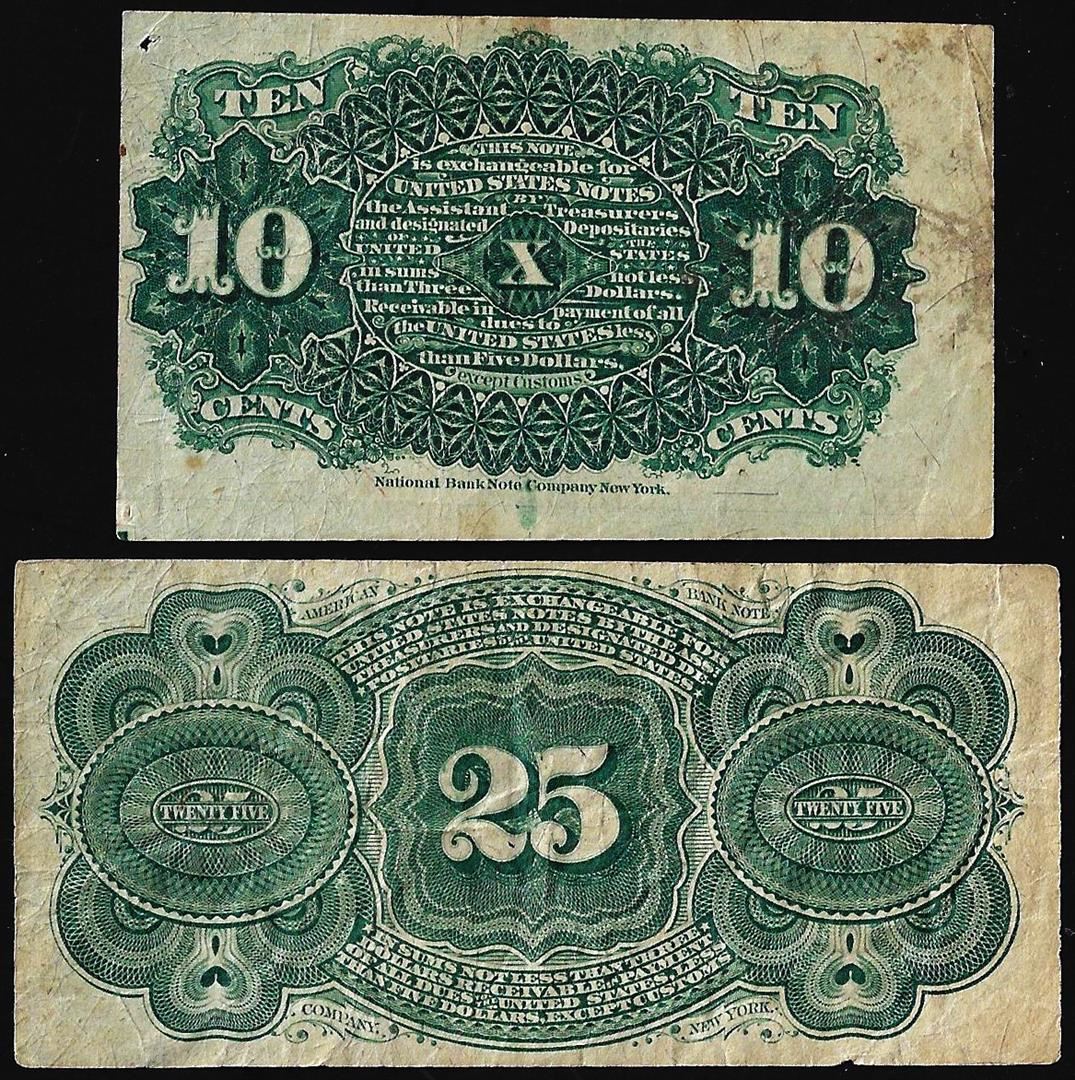 TEN TEN
THIS NOTE
is exchangeable for
UNITED STATES NOTES
BY
the Assistant Treasurers
and designated Depositaries
OF THE
UNITED STATES
in sums not less
than Three Dollars.
Receivable in payment of all
dues to
the UNITED STATES less
than Five Dollars,
except Customs
10 X 10
CENTS CENTS
National Bank Note Company New York.
AMERICAN BANK NOTE
THIS NOTE IS EXCHANGEABLE FOR
UNITED STATES NOTES BY THE ASST
TREASURERS AND DESIGNATED DE-
POSITARIES OF THE UNITED STATES
25
25 TWENTY FIVE
25 TWENTY FIVE
IN SUMS NOT LESS THAN THREE
DOLLARS. RECEIVABLE IN PAYMENT
OF ALL DUES TO THE UNITED STATES, LESS
THAN FIVE DOLLARS, EXCEPT CUSTOMS
COMPANY. NEW YORK.